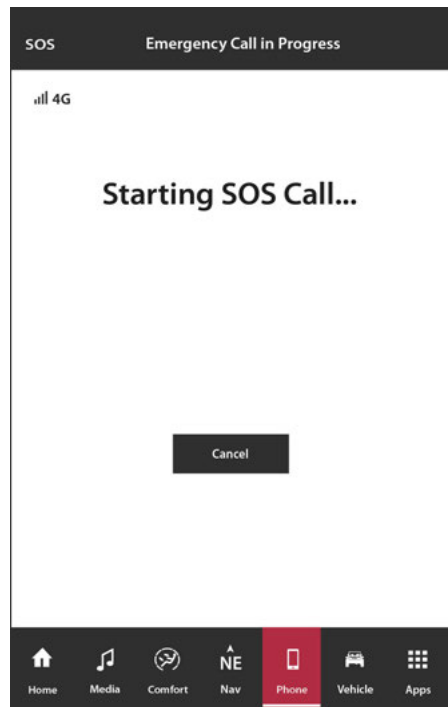 SOS Emergency Call in Progress
4G
Starting SOS Call...
Cancel
NE
Home Media Comfort Nav Phone Vehicle Apps